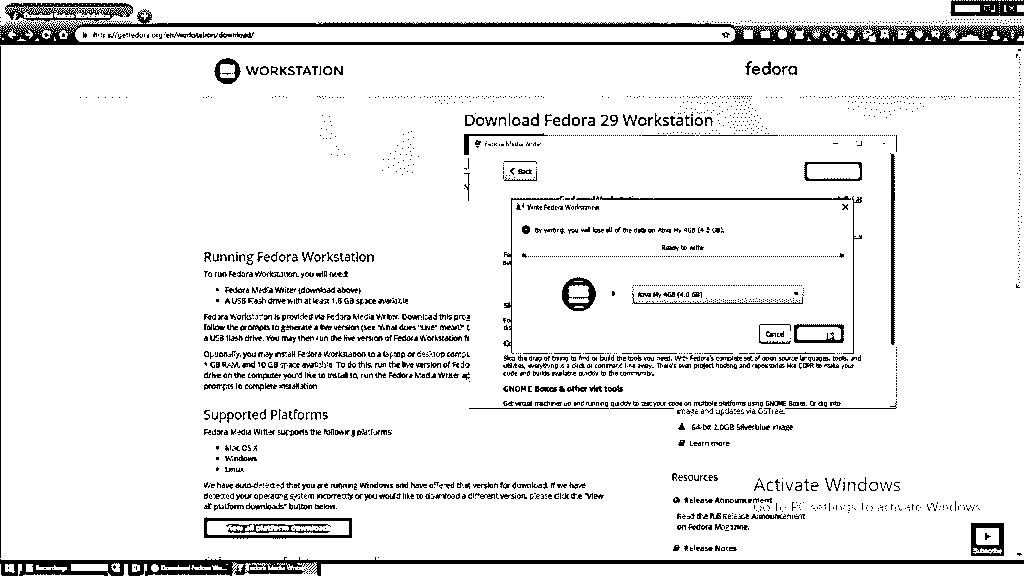 https://getfedora.org/en/workstation/download/
WORKSTATION
fedora
Download Fedora 29 Workstation
Fedora Media Writer
Back
Write Fedora Workstation
By writing, you will lose all of the data on
4GB (4.0 GB).
Ready to write
4GB (4.0 GB)
Cancel
Running Fedora Workstation
To run Fedora Workstation, you will need:
Fedora Media Writer (download above)
A USB Flash drive with at least 1.8 GB space available
Fedora Workstation is provided via Fedora Media Writer. Download this
follow the prompts to generate a live version (see "What does "Live" mean?")
a USB flash drive. You may then run the live version of Fedora Workstation
Optionally, you may install Fedora Workstation to a laptop or desktop
1 GB RAM, and 10 GB space available. To do this, run the live version of
drive on the computer you'd like to install to, run the Fedora Media Writer
prompts to complete installation
Skip the drag of trying to find or build the tools you need. With Fedora's complete set of open source languages, tools, and
utilities, everything is a click or command line away. There's even project hosting and repositories like COPR to make your
code and builds available quickly to the community.
GNOME Boxes & other virt tools
Get virtual machines up and running quickly to test your code on multiple platforms using GNOME Boxes. Or dig into
Supported Platforms
Fedora Media Writer supports the following platforms:
Mac OS X
Windows
Linux
We have auto-detected that you are running Windows and have offered that version for download. If we have
detected your operating system incorrectly or you would like to download a different version, please click the "View
all platform downloads" button below.
View all platform downloads
image and updates via OSTree.
64-bit 2.0GB Silverblue image
Learn more
Resources
Release Announcement
Read the full Release Announcement
on Fedora Magazine.
Release Notes
Activate Windows
Go to PC settings to activate Windows.
Subscribe
Recordings
Download Fedora
Fedora Media Writer